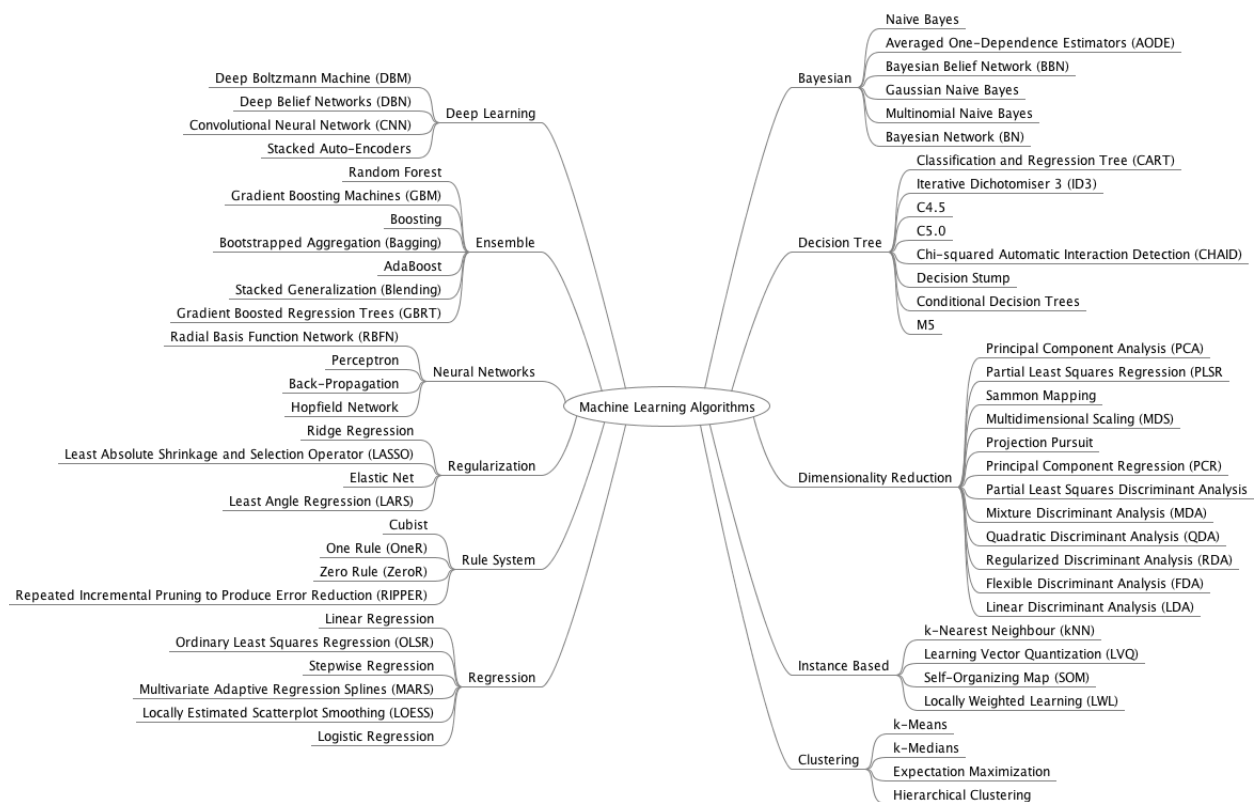 Machine Learning Algorithms
Deep Learning
Deep Boltzmann Machine (DBM)
Deep Belief Networks (DBN)
Convolutional Neural Network (CNN)
Stacked Auto-Encoders
Ensemble
Random Forest
Gradient Boosting Machines (GBM)
Boosting
Bootstrapped Aggregation (Bagging)
AdaBoost
Stacked Generalization (Blending)
Gradient Boosted Regression Trees (GBRT)
Neural Networks
Radial Basis Function Network (RBFN)
Perceptron
Back-Propagation
Hopfield Network
Regularization
Ridge Regression
Least Absolute Shrinkage and Selection Operator (LASSO)
Elastic Net
Least Angle Regression (LARS)
Rule System
Cubist
One Rule (OneR)
Zero Rule (ZeroR)
Repeated Incremental Pruning to Produce Error Reduction (RIPPER)
Regression
Linear Regression
Ordinary Least Squares Regression (OLSR)
Stepwise Regression
Multivariate Adaptive Regression Splines (MARS)
Locally Estimated Scatterplot Smoothing (LOESS)
Logistic Regression
Bayesian
Naive Bayes
Averaged One-Dependence Estimators (AODE)
Bayesian Belief Network (BBN)
Gaussian Naive Bayes
Multinomial Naive Bayes
Bayesian Network (BN)
Decision Tree
Classification and Regression Tree (CART)
Iterative Dichotomiser 3 (ID3)
C4.5
C5.0
Chi-squared Automatic Interaction Detection (CHAID)
Decision Stump
Conditional Decision Trees
M5
Dimensionality Reduction
Principal Component Analysis (PCA)
Partial Least Squares Regression (PLSR
Sammon Mapping
Multidimensional Scaling (MDS)
Projection Pursuit
Principal Component Regression (PCR)
Partial Least Squares Discriminant Analysis
Mixture Discriminant Analysis (MDA)
Quadratic Discriminant Analysis (QDA)
Regularized Discriminant Analysis (RDA)
Flexible Discriminant Analysis (FDA)
Linear Discriminant Analysis (LDA)
Instance Based
k-Nearest Neighbour (kNN)
Learning Vector Quantization (LVQ)
Self-Organizing Map (SOM)
Locally Weighted Learning (LWL)
Clustering
k-Means
k-Medians
Expectation Maximization
Hierarchical Clustering